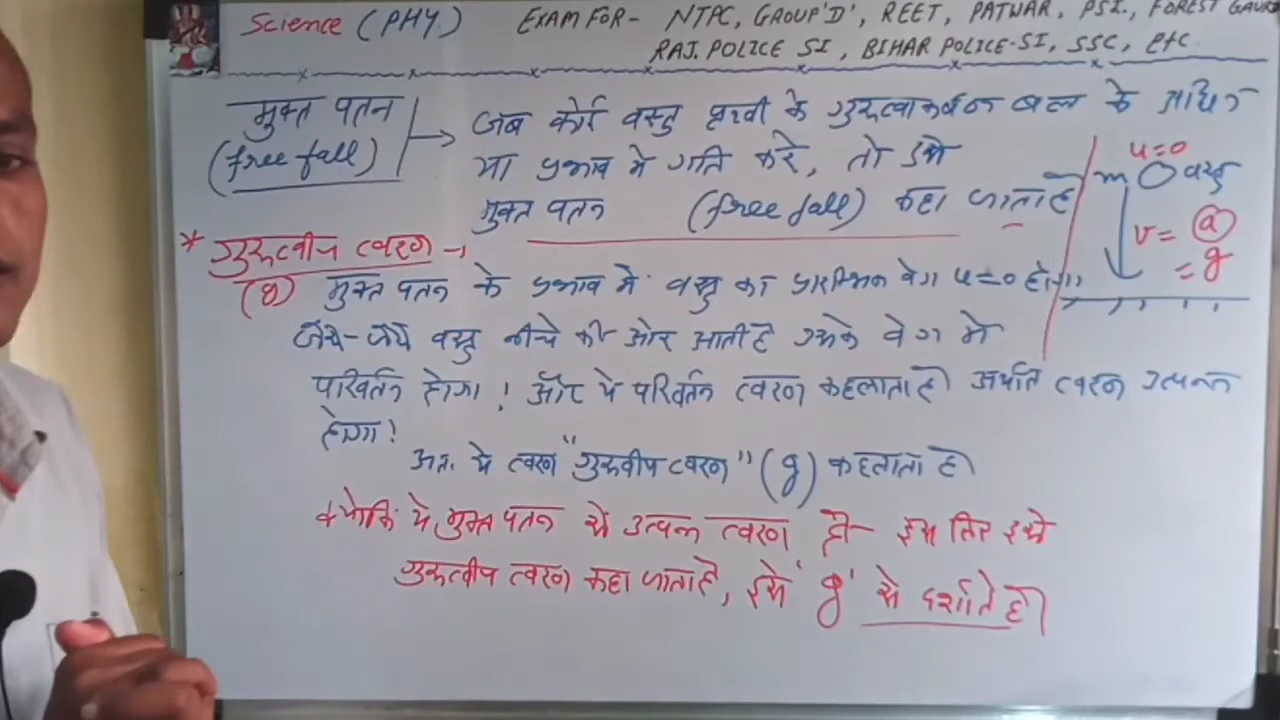 Science (PHY.) EXAM FOR- NTPC, GROUP'D', REET, PATWAR, PSI., FOREST GAURD
RAJ. POLICE SI, BIHAR POLICE-SI, SSC, etc
मुक्त पतन → जब कोई वस्तु पृथ्वी के गुरुत्वाकर्षण बल के अधिन
(free fall) या प्रभाव में गति करे, तो उसे
मुक्त पतन (free fall) कहा जाता है
u=0
m वस्तु
v = a
= g
* गुरुत्वीय त्वरण →
(g) मुक्त पतन के प्रभाव में वस्तु का प्रारम्भिक वेग u=0 होगा,
जैसे-जैसे वस्तु नीचे की ओर आती है उसके वेग में
परिवर्तन होगा! और ये परिवर्तन त्वरण कहलाता है। अर्थात त्वरण उत्पन्न
होगा!
अतः ये त्वरण "गुरुत्वीय त्वरण" (g) कहलाता है।
क्योकि ये मुक्त पतन से उत्पन्न त्वरण है। इस लिए इसे
गुरुत्वीय त्वरण कहा जाता है, इसे 'g' से दर्शाते है।